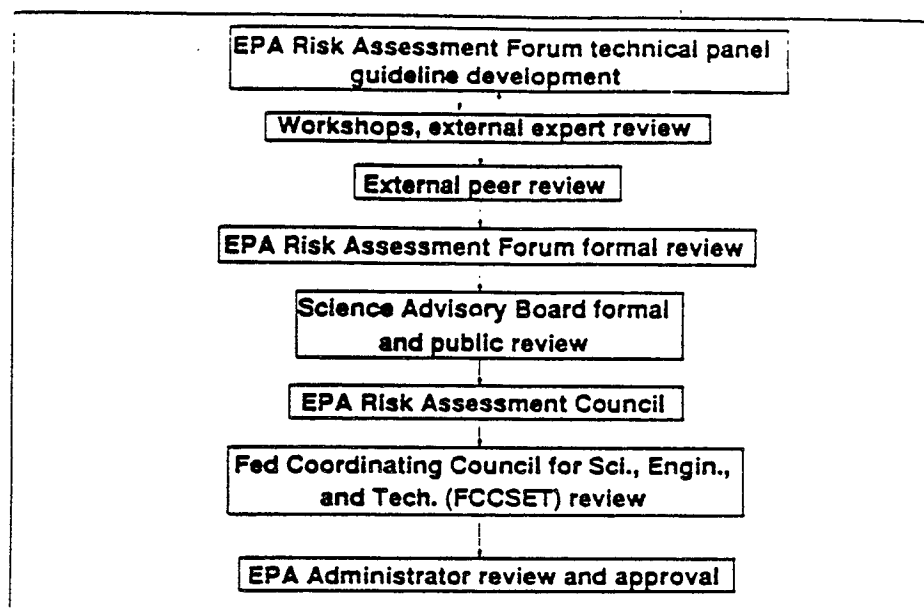 EPA Risk Assessment Forum technical panel
guideline development
Workshops, external expert review
External peer review
EPA Risk Assessment Forum formal review
Science Advisory Board formal
and public review
EPA Risk Assessment Council
Fed Coordinating Council for Sci., Engin.,
and Tech. (FCCSET) review
EPA Administrator review and approval